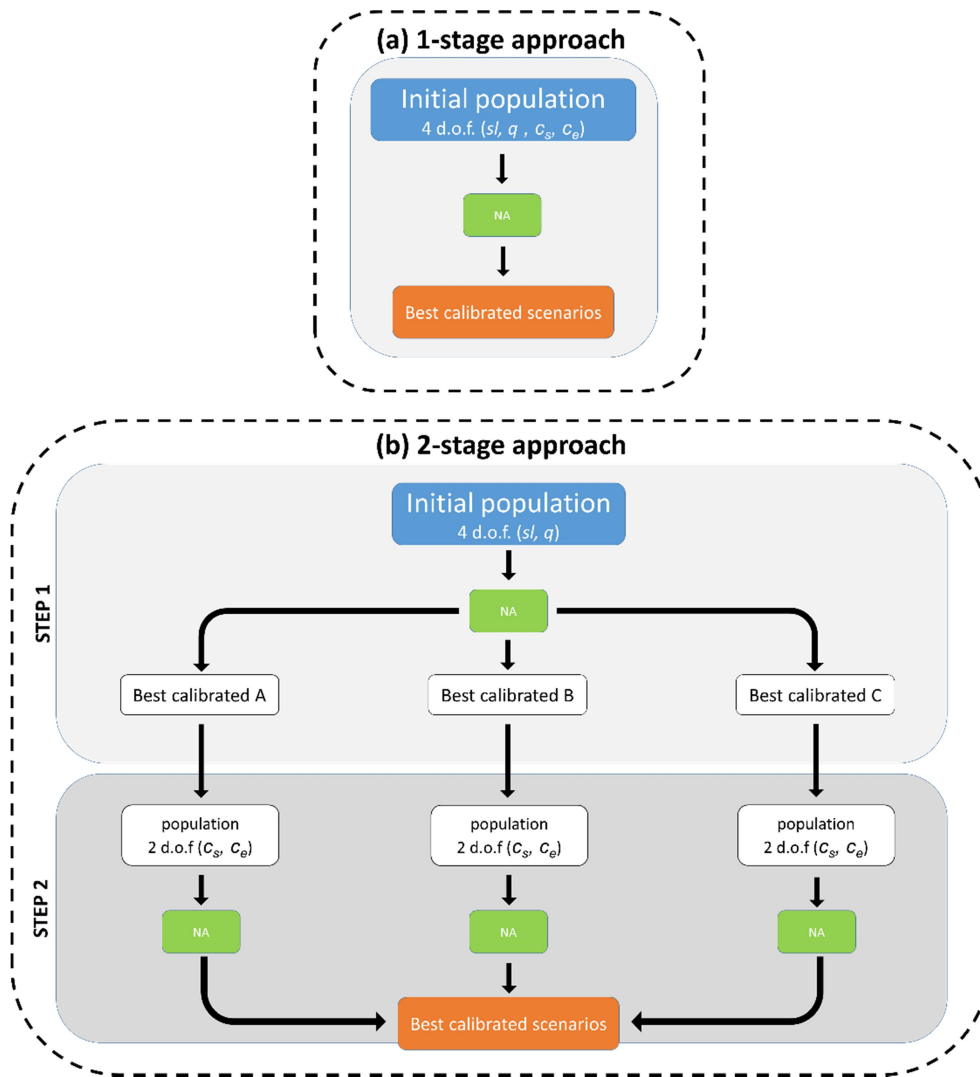 (a) 1-stage approach
Initial population
4 d.o.f. (sl, q , cs, ce)
NA
Best calibrated scenarios
(b) 2-stage approach
STEP 1
Initial population
4 d.o.f. (sl, q)
NA
Best calibrated A
Best calibrated B
Best calibrated C
STEP 2
population
2 d.o.f (cs, ce)
population
2 d.o.f (cs, ce)
population
2 d.o.f (cs, ce)
NA
NA
NA
Best calibrated scenarios